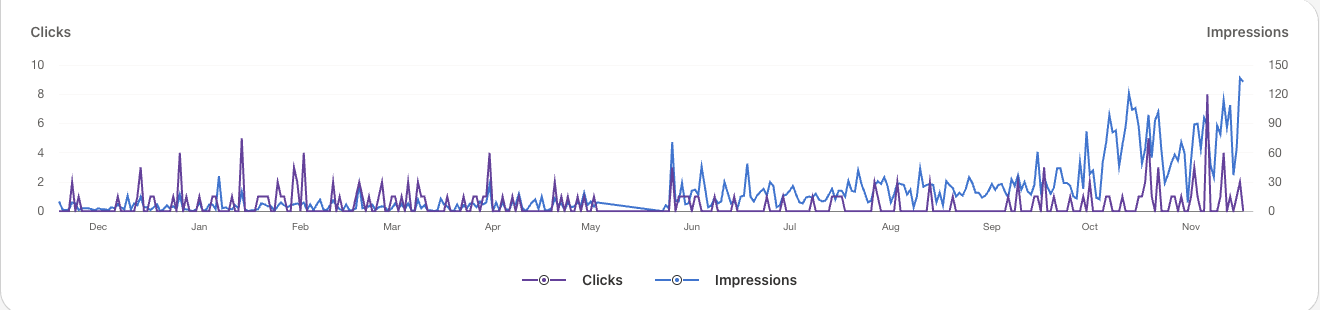 Clicks Impressions
10 150
8 120
6 90
4 60
2 30
0 0
Dec Jan Feb Mar Apr May Jun Jul Aug Sep Oct Nov
Clicks Impressions